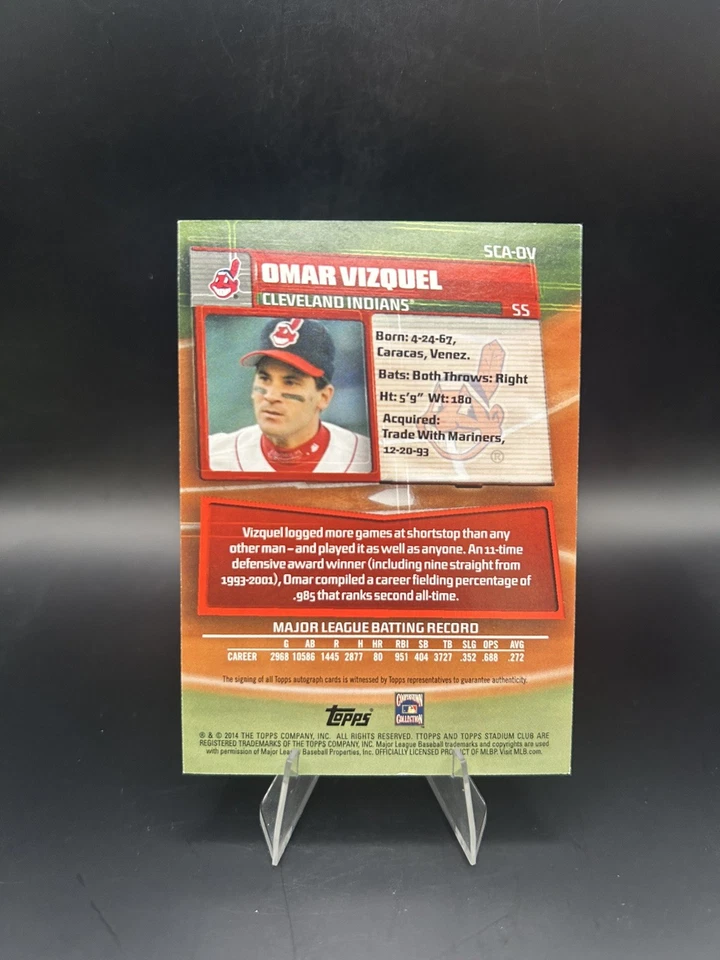 SCA-OV
OMAR VIZQUEL
CLEVELAND INDIANS®
SS
Born: 4-24-67,
Caracas, Venez.
Bats: Both Throws: Right
Ht: 5'9" Wt: 180
Acquired:
Trade With Mariners,
12-20-93
®
Vizquel logged more games at shortstop than any
other man – and played it as well as anyone. An 11-time
defensive award winner (including nine straight from
1993-2001), Omar compiled a career fielding percentage of
.985 that ranks second all-time.
MAJOR LEAGUE BATTING RECORD
G AB R H HR RBI SB TB SLG OPS AVG
CAREER 2968 10586 1445 2877 80 951 404 3727 .352 .688 .272
The signing of all Topps autograph cards is witnessed by Topps representatives to guarantee authenticity.
Topps®
COOPERSTOWN
COLLECTION
® & © 2014 THE TOPPS COMPANY, INC. ALL RIGHTS RESERVED. TTOPPS AND TOPPS STADIUM CLUB ARE
REGISTERED TRADEMARKS OF THE TOPPS COMPANY, INC. Major League Baseball trademarks and copyrights are used
with permission of Major League Baseball Properties, Inc. OFFICIALLY LICENSED PRODUCT OF MLBP. Visit MLB.com.